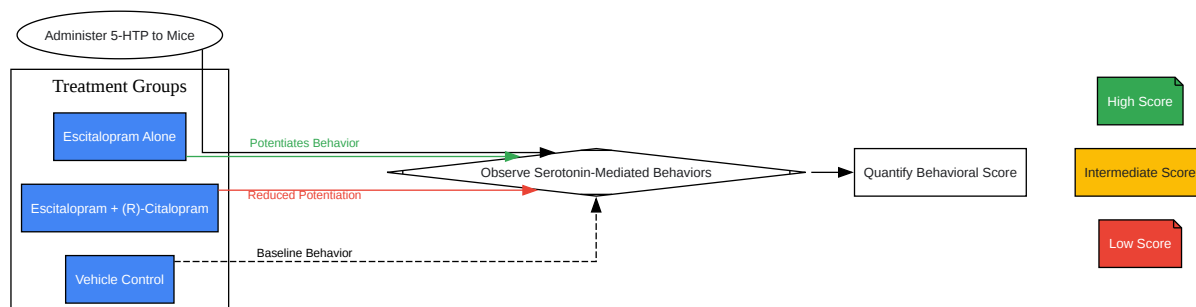 Administer 5-HTP to Mice
Treatment Groups
Escitalopram Alone
Potentiates Behavior
Escitalopram + (R)-Citalopram
Reduced Potentiation
Vehicle Control
Baseline Behavior
Observe Serotonin-Mediated Behaviors
Quantify Behavioral Score
High Score
Intermediate Score
Low Score